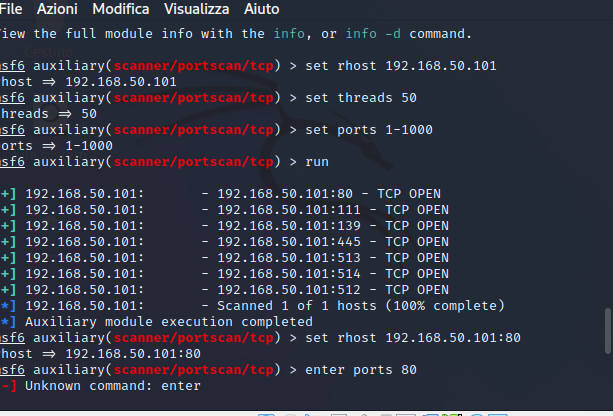 File Azioni Modifica Visualizza Aiuto
iew the full module info with the info, or info -d command.
sf6 auxiliary(scanner/portscan/tcp) > set rhost 192.168.50.101
host => 192.168.50.101
sf6 auxiliary(scanner/portscan/tcp) > set threads 50
hreads => 50
sf6 auxiliary(scanner/portscan/tcp) > set ports 1-1000
orts => 1-1000
sf6 auxiliary(scanner/portscan/tcp) > run
+] 192.168.50.101: - 192.168.50.101:80 - TCP OPEN
+] 192.168.50.101: - 192.168.50.101:111 - TCP OPEN
+] 192.168.50.101: - 192.168.50.101:139 - TCP OPEN
+] 192.168.50.101: - 192.168.50.101:445 - TCP OPEN
+] 192.168.50.101: - 192.168.50.101:513 - TCP OPEN
+] 192.168.50.101: - 192.168.50.101:514 - TCP OPEN
+] 192.168.50.101: - 192.168.50.101:512 - TCP OPEN
*] 192.168.50.101: - Scanned 1 of 1 hosts (100% complete)
*] Auxiliary module execution completed
sf6 auxiliary(scanner/portscan/tcp) > set rhost 192.168.50.101:80
host => 192.168.50.101:80
sf6 auxiliary(scanner/portscan/tcp) > enter ports 80
-] Unknown command: enter